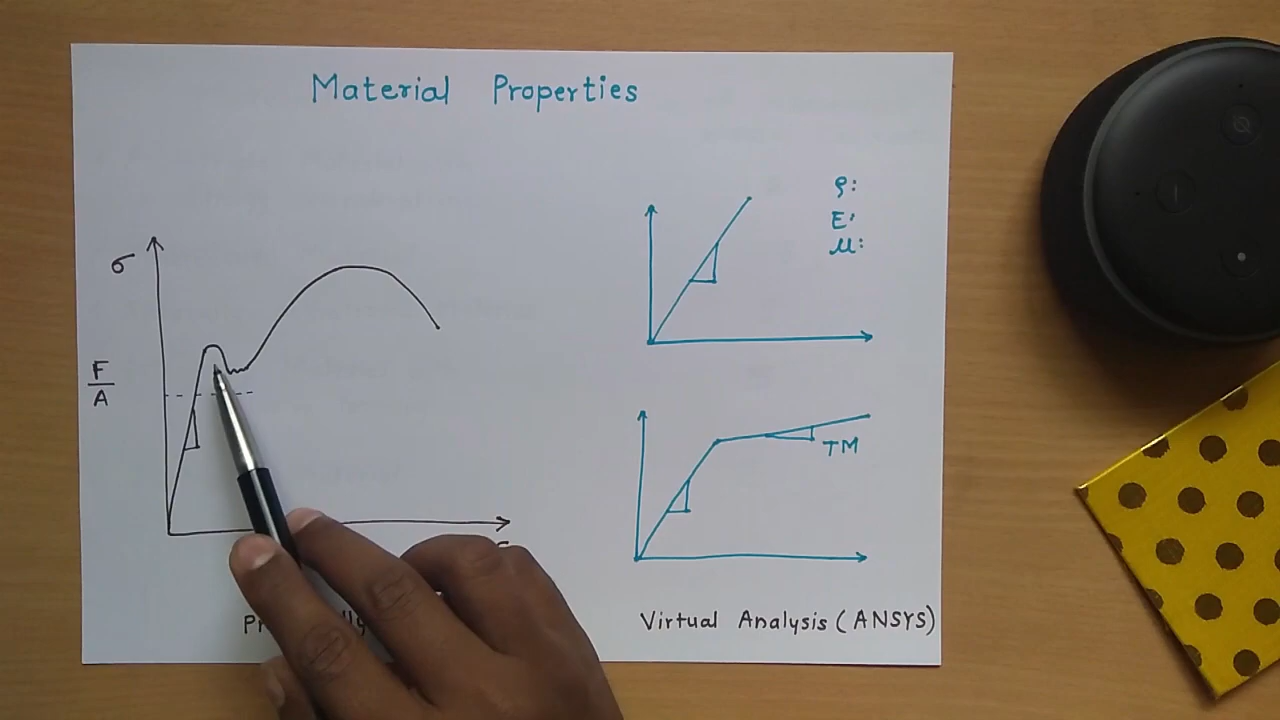 Material Properties
σ
F
A
ρ:
E:
μ:
TM
Virtual Analysis (ANSYS)